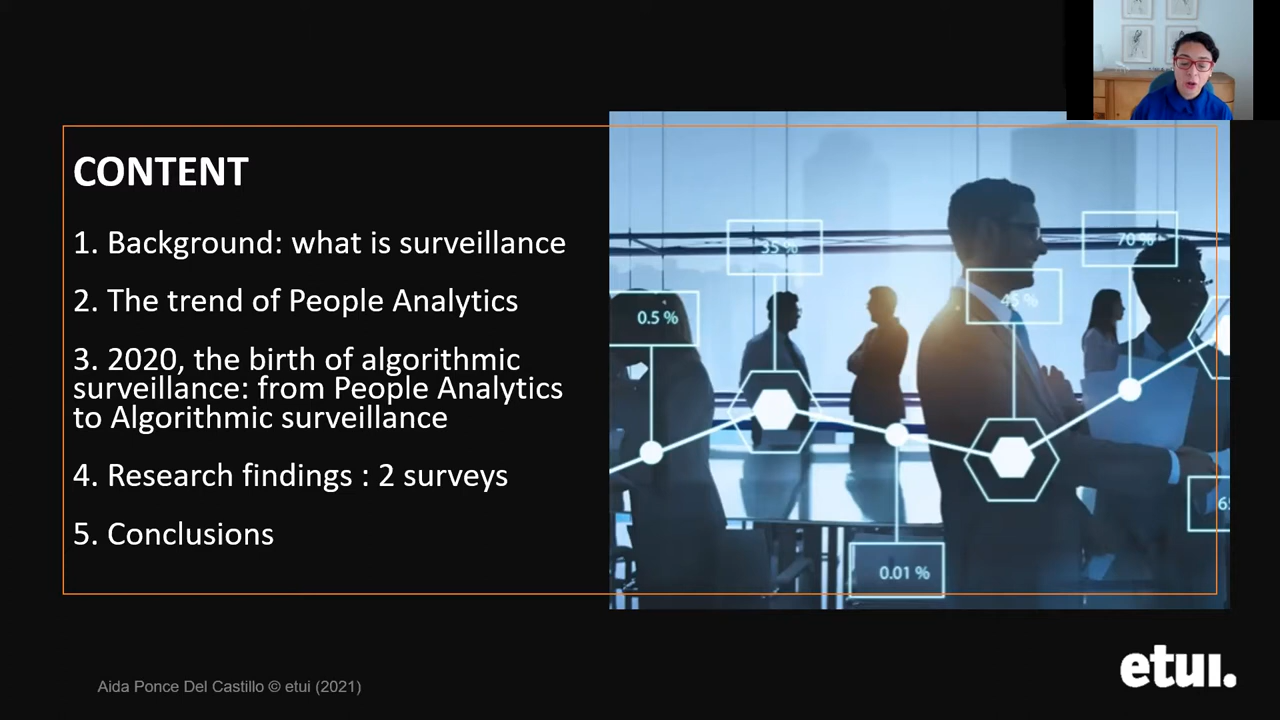 CONTENT
1. Background: what is surveillance
2. The trend of People Analytics
3. 2020, the birth of algorithmic
surveillance: from People Analytics
to Algorithmic surveillance
4. Research findings : 2 surveys
5. Conclusions
35 %
70 %
0.5 %
45 %
0.01 %
Aida Ponce Del Castillo © etui (2021)
etui.